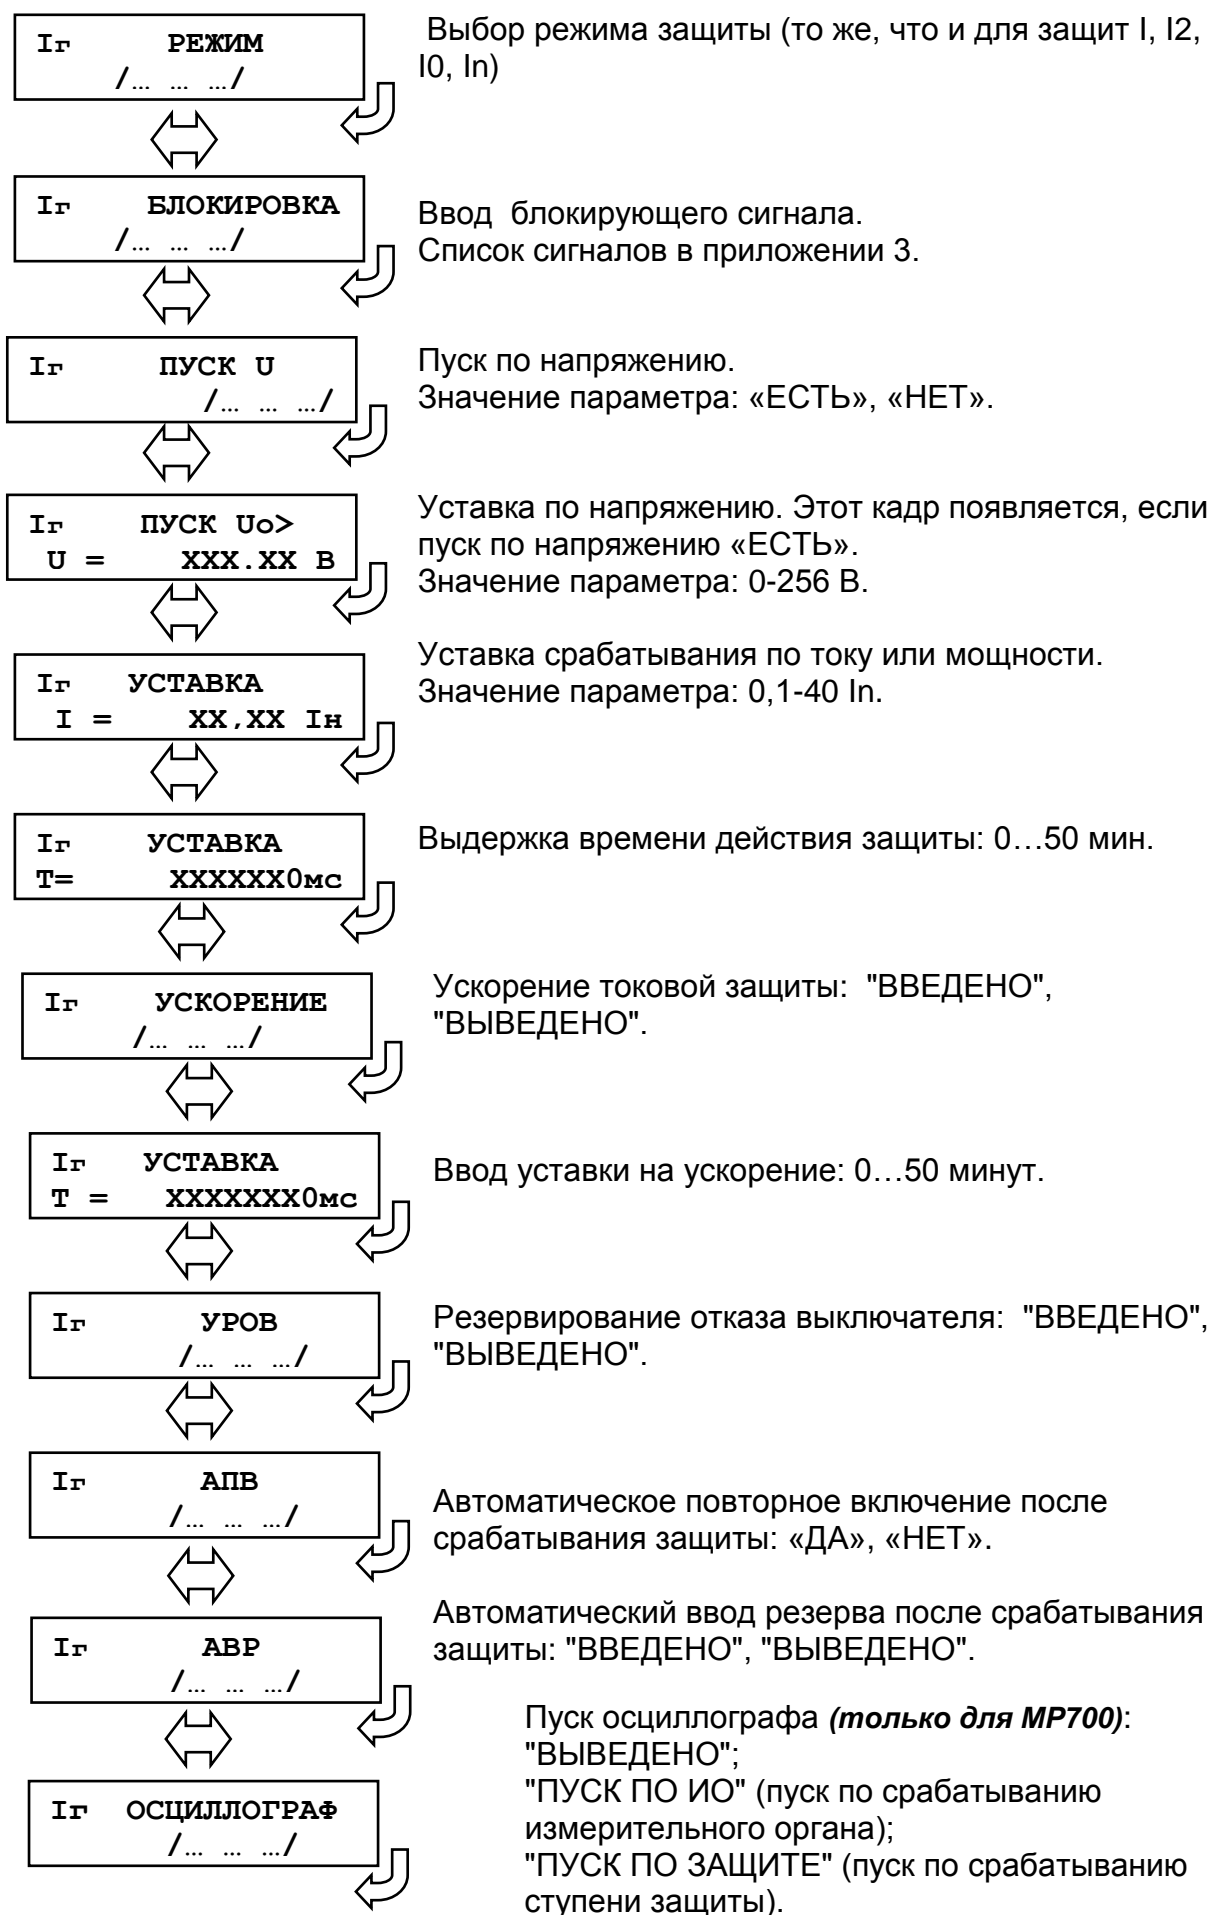 Iг РЕЖИМ
/… … …/
Выбор режима защиты (то же, что и для защит I, I2,
I0, In)
Iг БЛОКИРОВКА
/… … …/
Ввод блокирующего сигнала.
Список сигналов в приложении 3.
Iг ПУСК U
/… … …/
Пуск по напряжению.
Значение параметра: «ЕСТЬ», «НЕТ».
Iг ПУСК Uo>
U = XXX.XX В
Уставка по напряжению. Этот кадр появляется, если
пуск по напряжению «ЕСТЬ».
Значение параметра: 0-256 В.
Iг УСТАВКА
I = XX,XX Iн
Уставка срабатывания по току или мощности.
Значение параметра: 0,1-40 In.
Iг УСТАВКА
T= XXXXXX0мс
Выдержка времени действия защиты: 0…50 мин.
Iг УСКОРЕНИЕ
/… … …/
Ускорение токовой защиты: "ВВЕДЕНО",
"ВЫВЕДЕНО".
Iг УСТАВКА
T = XXXXXXX0мс
Ввод уставки на ускорение: 0…50 минут.
Iг УРОВ
/… … …/
Резервирование отказа выключателя: "ВВЕДЕНО",
"ВЫВЕДЕНО".
Iг АПВ
/… … …/
Автоматическое повторное включение после
срабатывания защиты: «ДА», «НЕТ».
Iг АВР
/… … …/
Автоматический ввод резерва после срабатывания
защиты: "ВВЕДЕНО", "ВЫВЕДЕНО".
Iг ОСЦИЛЛОГРАФ
/… … …/
Пуск осциллографа (только для МР700):
"ВЫВЕДЕНО";
"ПУСК ПО ИО" (пуск по срабатыванию
измерительного органа);
"ПУСК ПО ЗАЩИТЕ" (пуск по срабатыванию
ступени защиты).